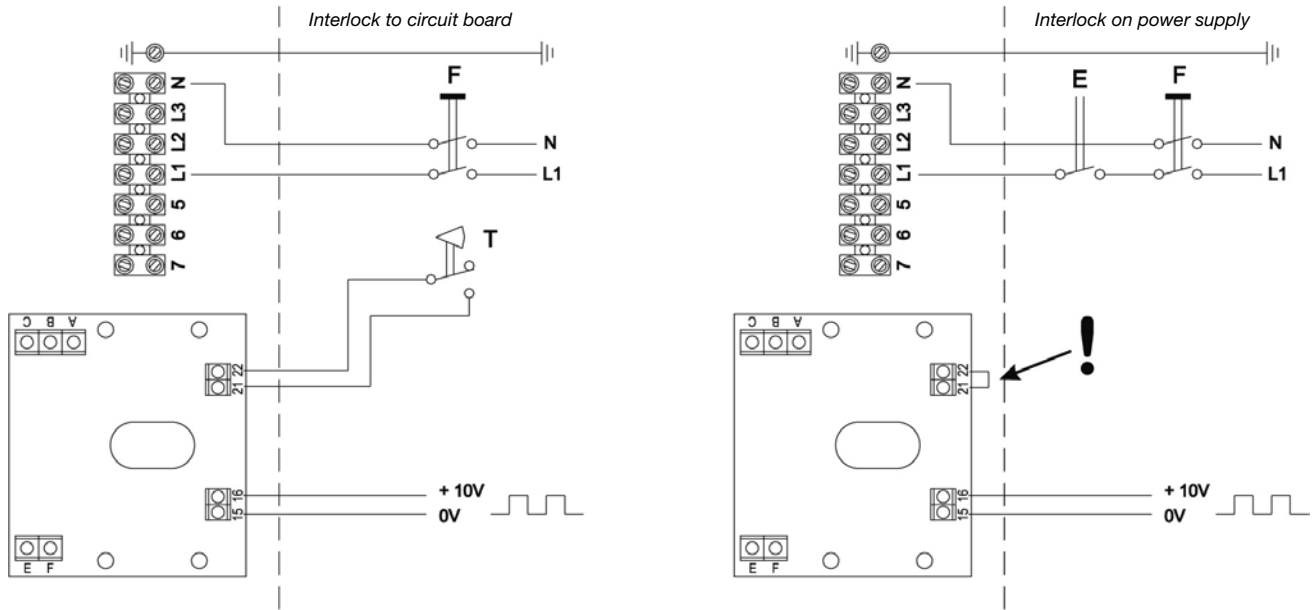 Interlock to circuit board
N
L3
L2
L1
5
6
7
F
N
L1
T
C B A
22
21
16
15
+ 10V
0V
E F
Interlock on power supply
N
L3
L2
L1
5
6
7
E
F
N
L1
C B A
22
21
!
16
15
+ 10V
0V
E F